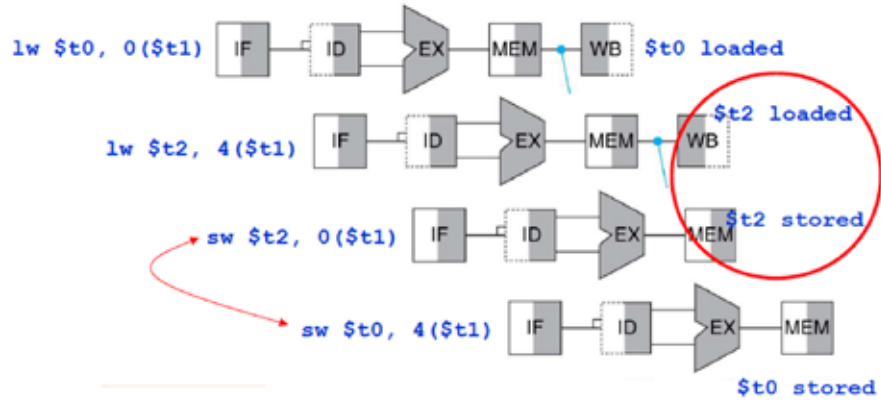 lw $t0, 0($t1) IF ID EX MEM WB $t0 loaded
$t2 loaded
lw $t2, 4($t1) IF ID EX MEM WB
$t2 stored
sw $t2, 0($t1) IF ID EX MEM
sw $t0, 4($t1) IF ID EX MEM
$t0 stored